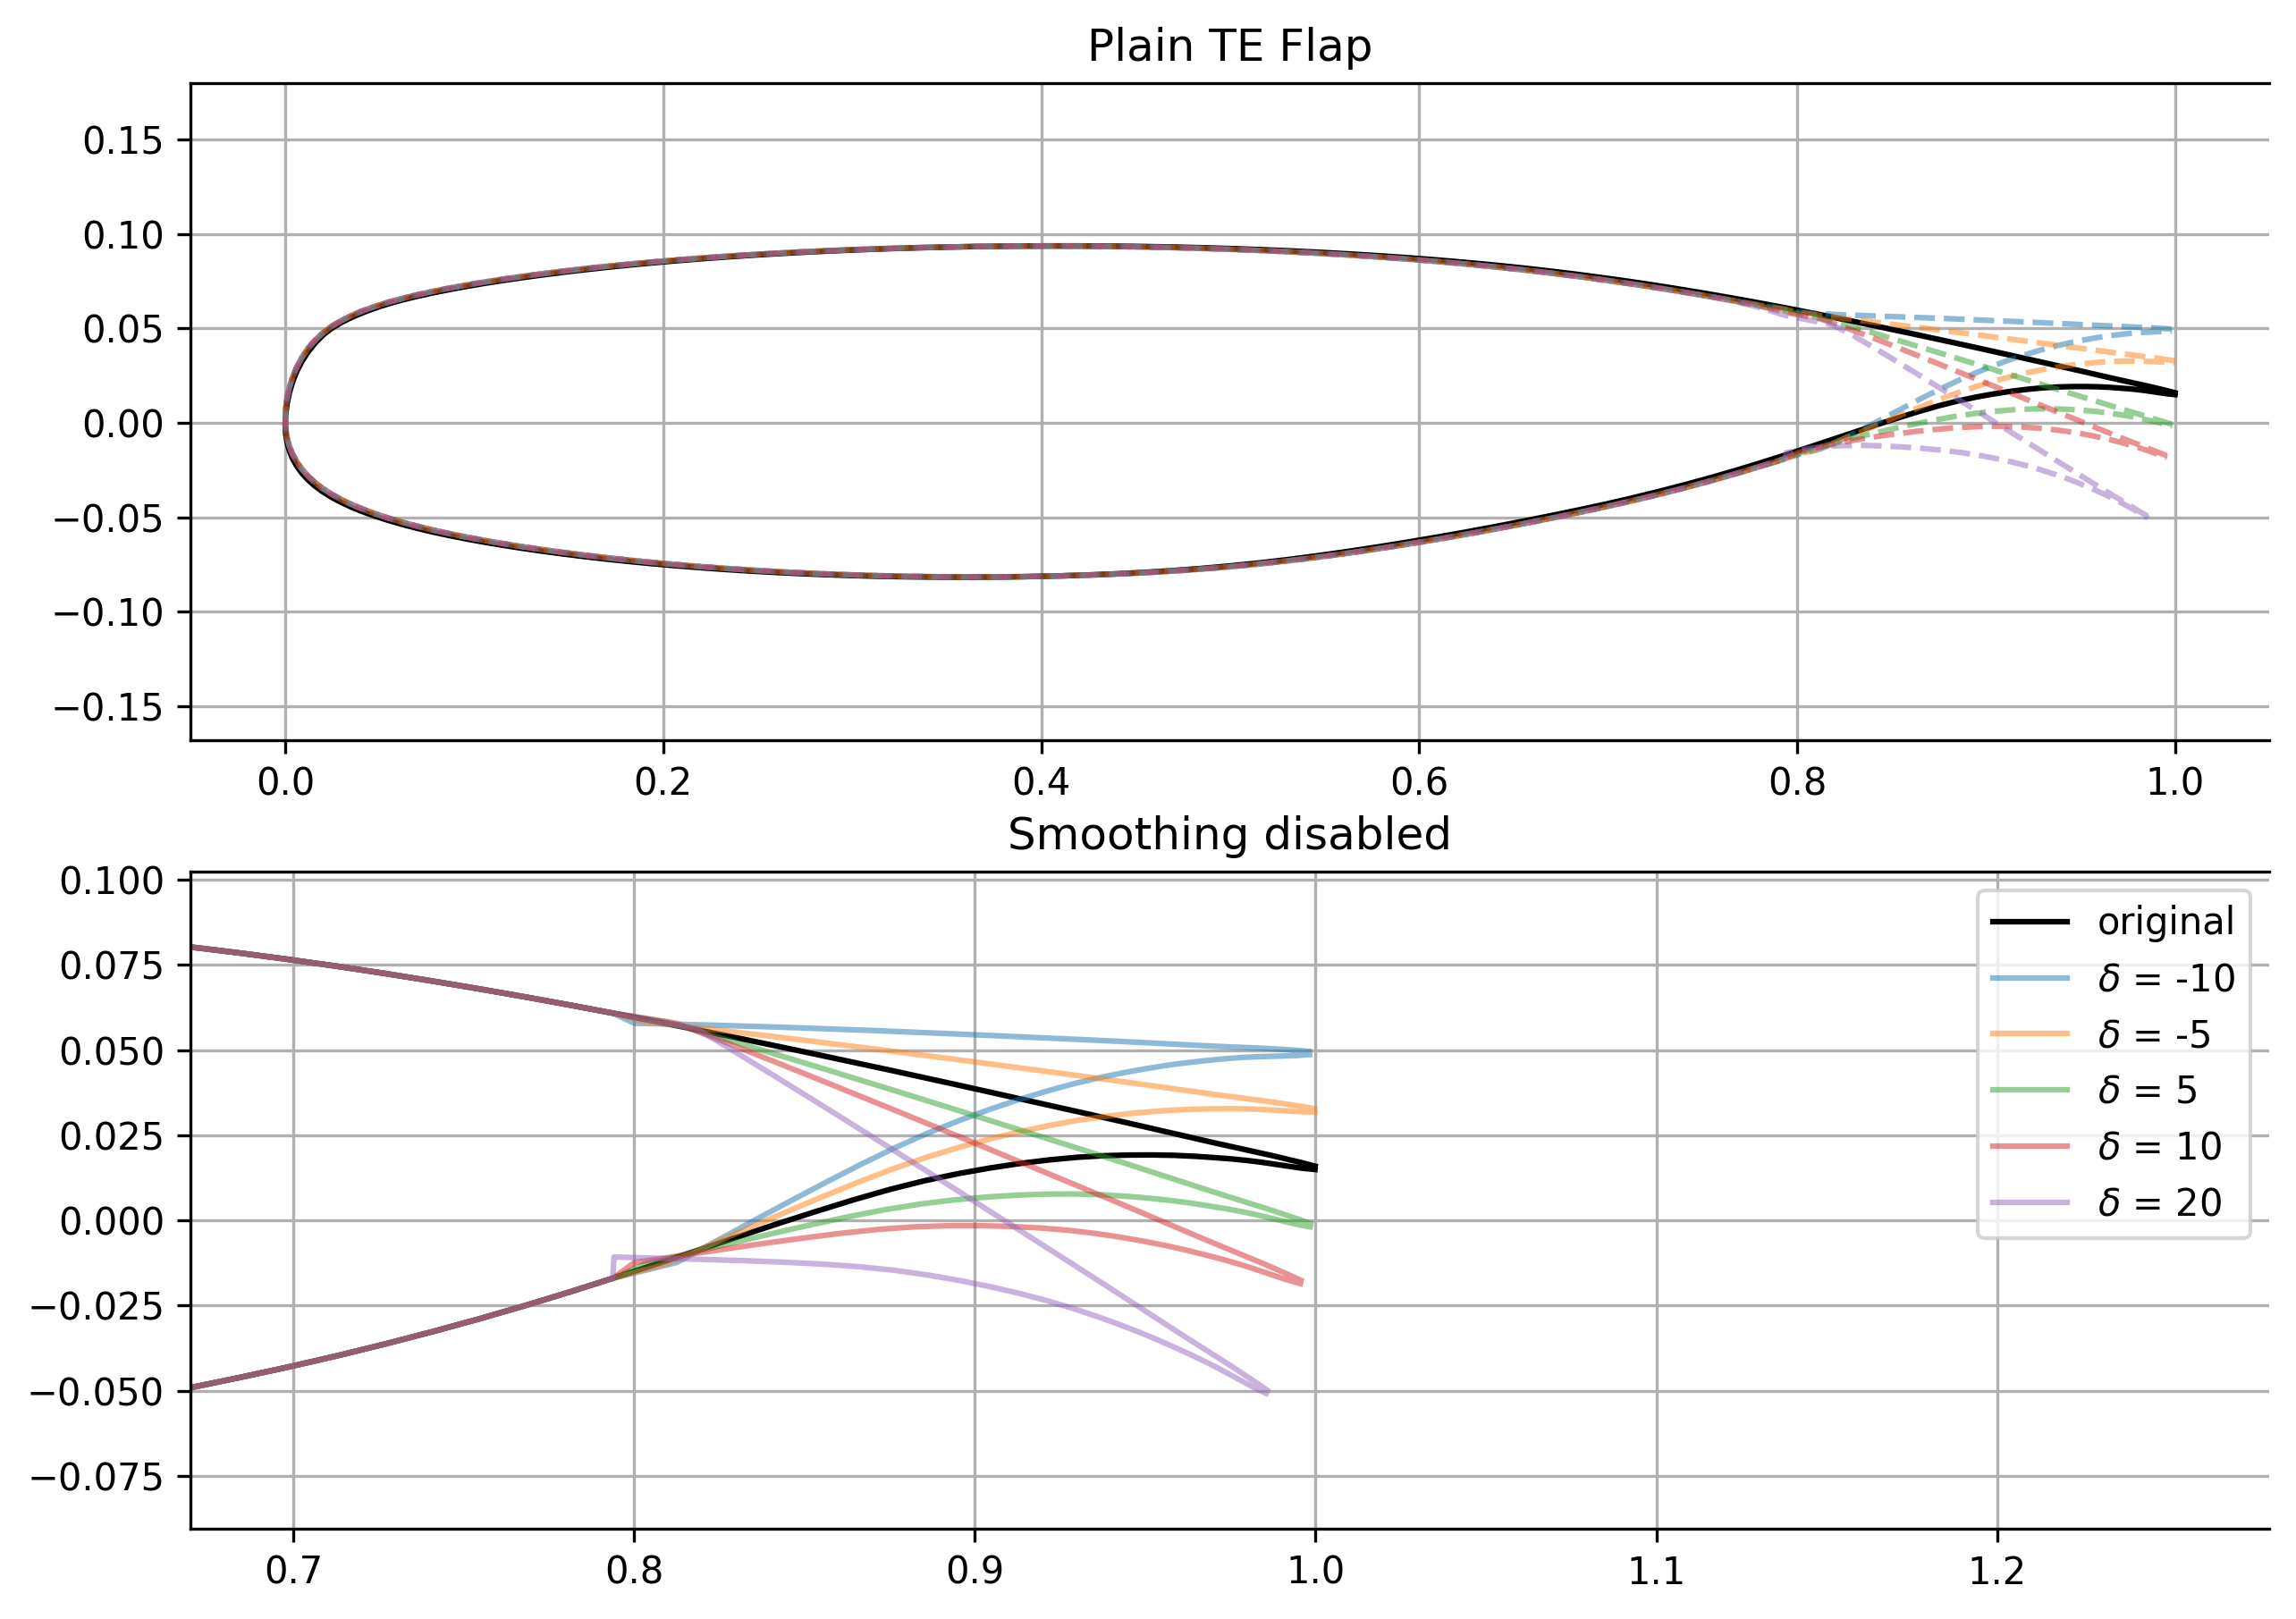 Plain TE Flap
0.15
0.10
0.05
0.00
−0.05
−0.10
−0.15
0.0 0.2 0.4 0.6 0.8 1.0
Smoothing disabled
0.100
0.075
0.050
0.025
0.000
−0.025
−0.050
−0.075
original
δ = -10
δ = -5
δ = 5
δ = 10
δ = 20
0.7 0.8 0.9 1.0 1.1 1.2